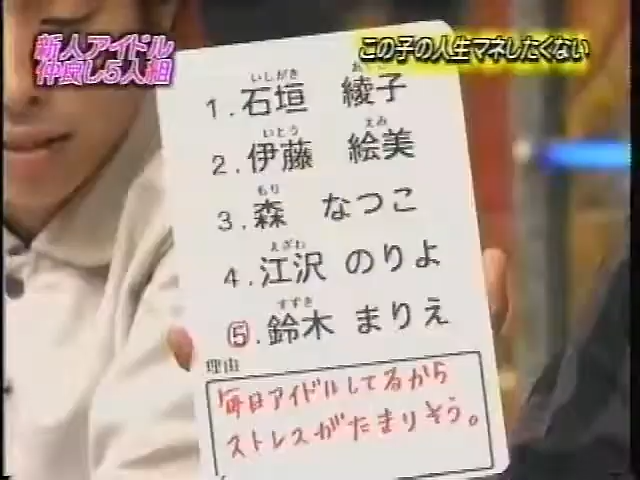 新人アイドル
仲良し5人組
この子の人生マネしたくない
いしがき あやこ
1.石垣 綾子
いとう えみ
2.伊藤 絵美
もり
3.森 なつこ
えざわ
4.江沢 のりよ
すずき
⑤.鈴木 まりえ
理由
毎日アイドルしてるから
ストレスがたまりそう。